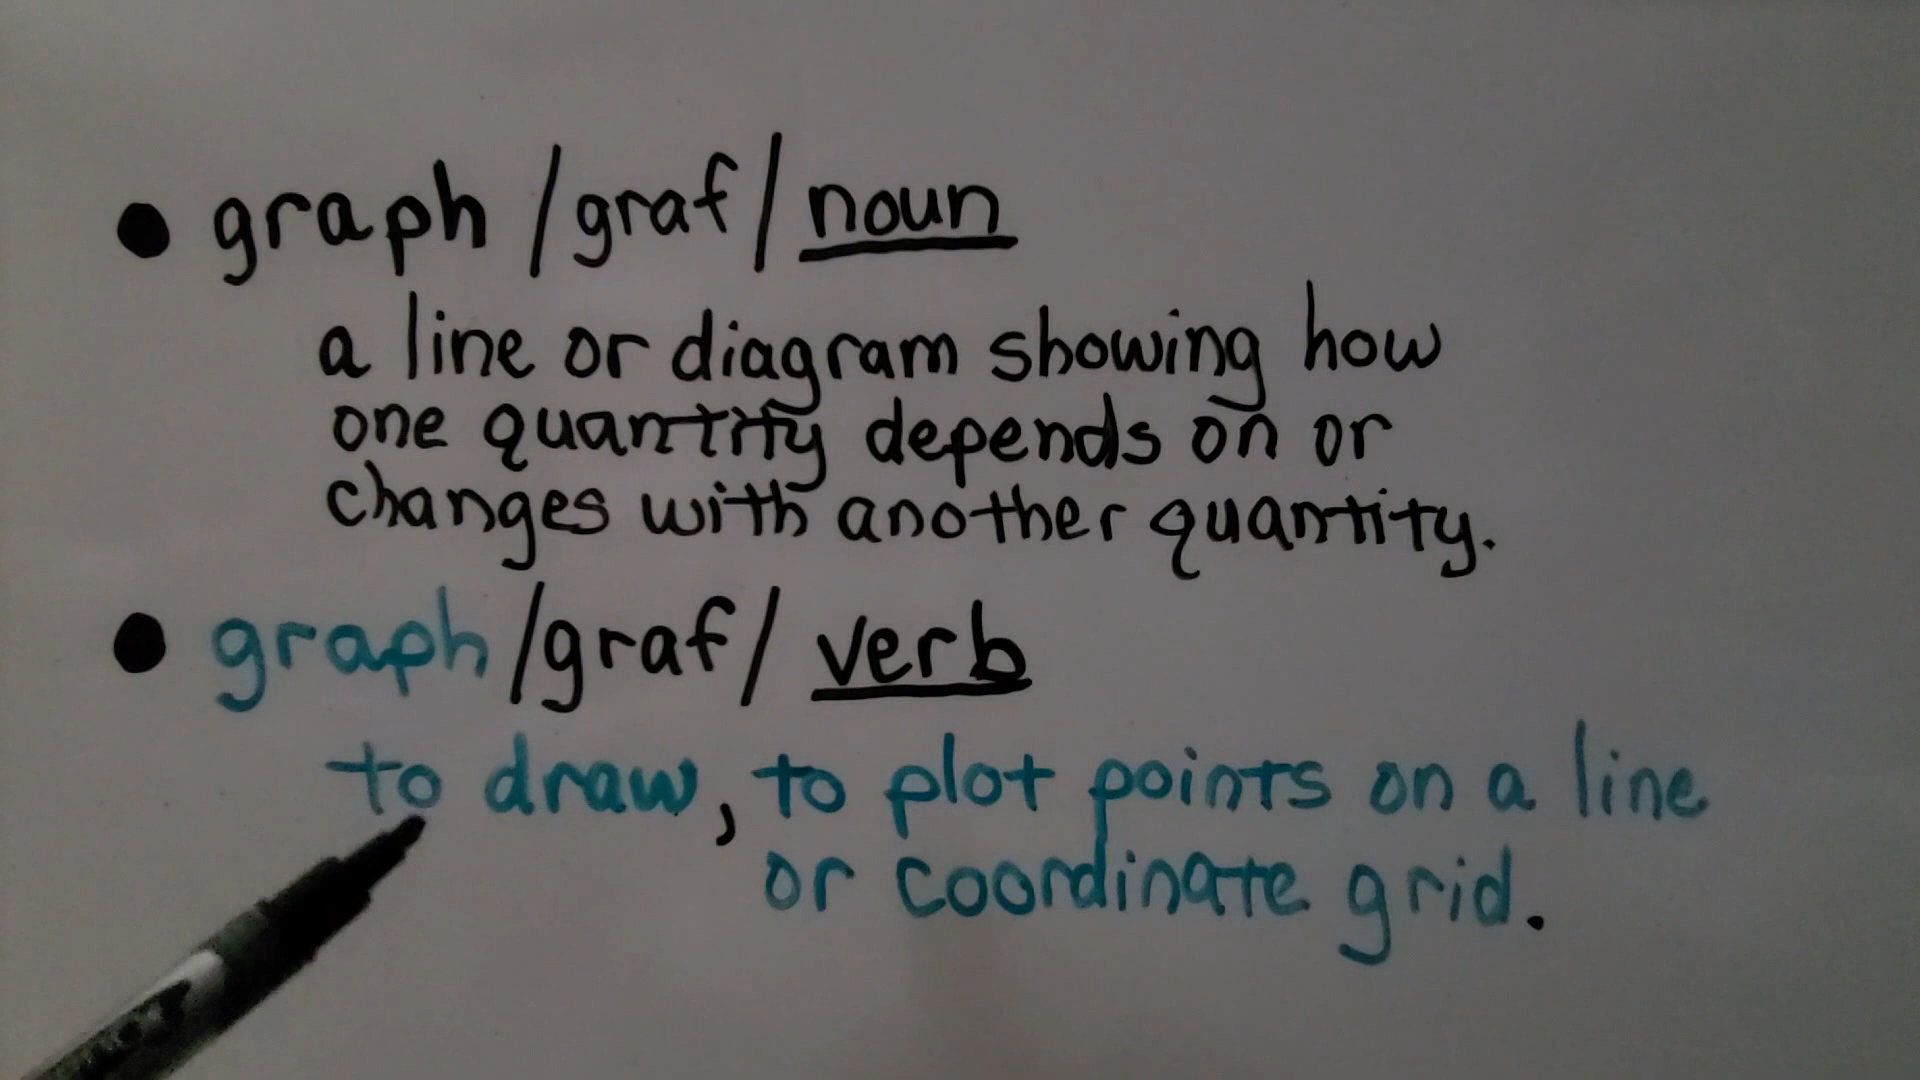 • graph /graf/ noun
a line or diagram showing how
one quantity depends on or
changes with another quantity.
• graph /graf/ verb
to draw, to plot points on a line
or coordinate grid.